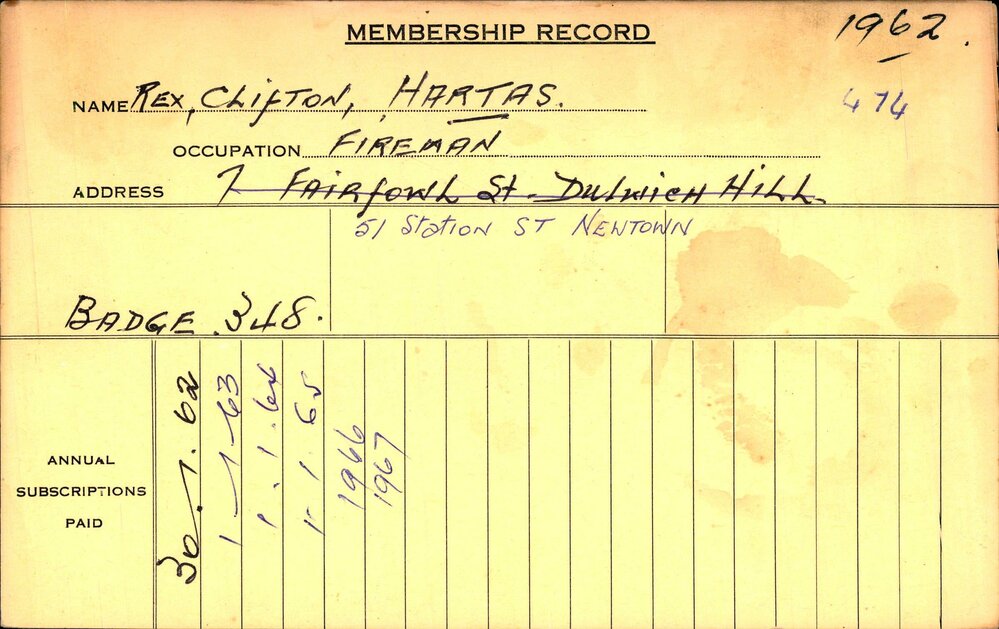 MEMBERSHIP RECORD
1962.
NAME Rex, Clifton, HARTAS.
474
OCCUPATION FIREMAN
ADDRESS 7 Fairfowl St. Dulwich Hill.
51 Station ST NEWTOWN
BADGE 348.
ANNUAL
SUBSCRIPTIONS
PAID
30.1.62
1-1-63
1.1.64
1 1 65
1966
1967